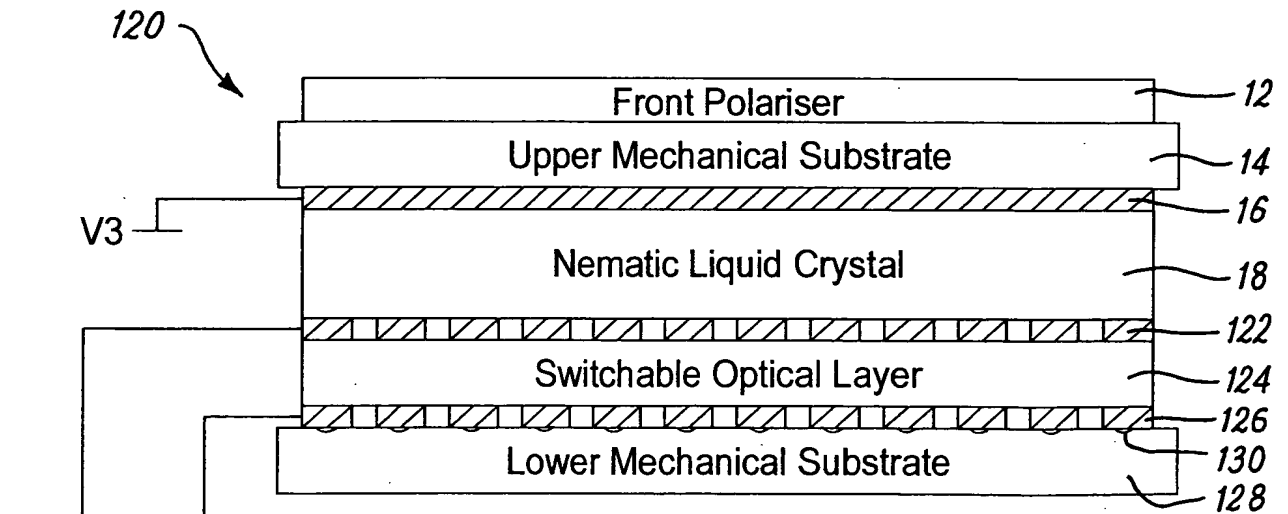 120
Front Polariser
12
Upper Mechanical Substrate
14
16
V3
Nematic Liquid Crystal
18
122
Switchable Optical Layer
124
126
130
Lower Mechanical Substrate
128